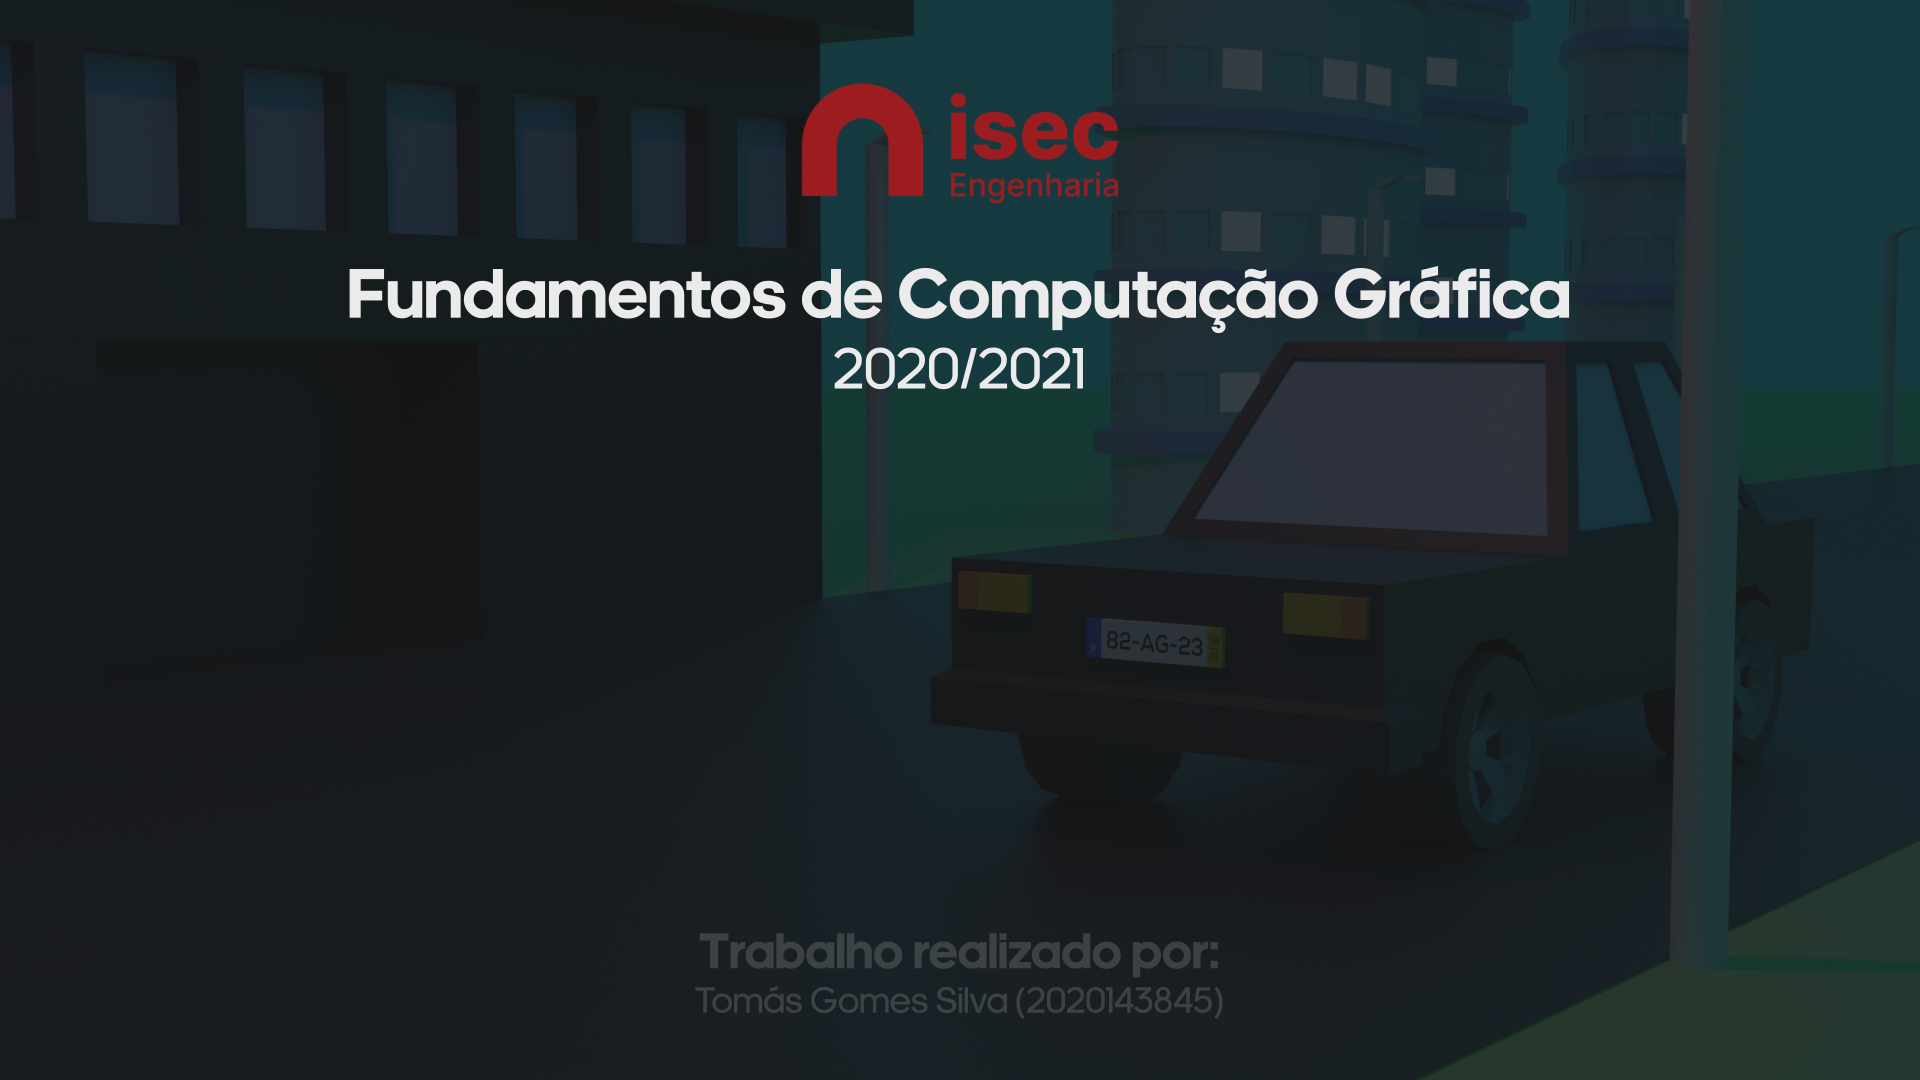 isec
Engenharia
Fundamentos de Computação Gráfica
2020/2021
82-AG-23
Trabalho realizado por:
Tomás Gomes Silva (2020143845)